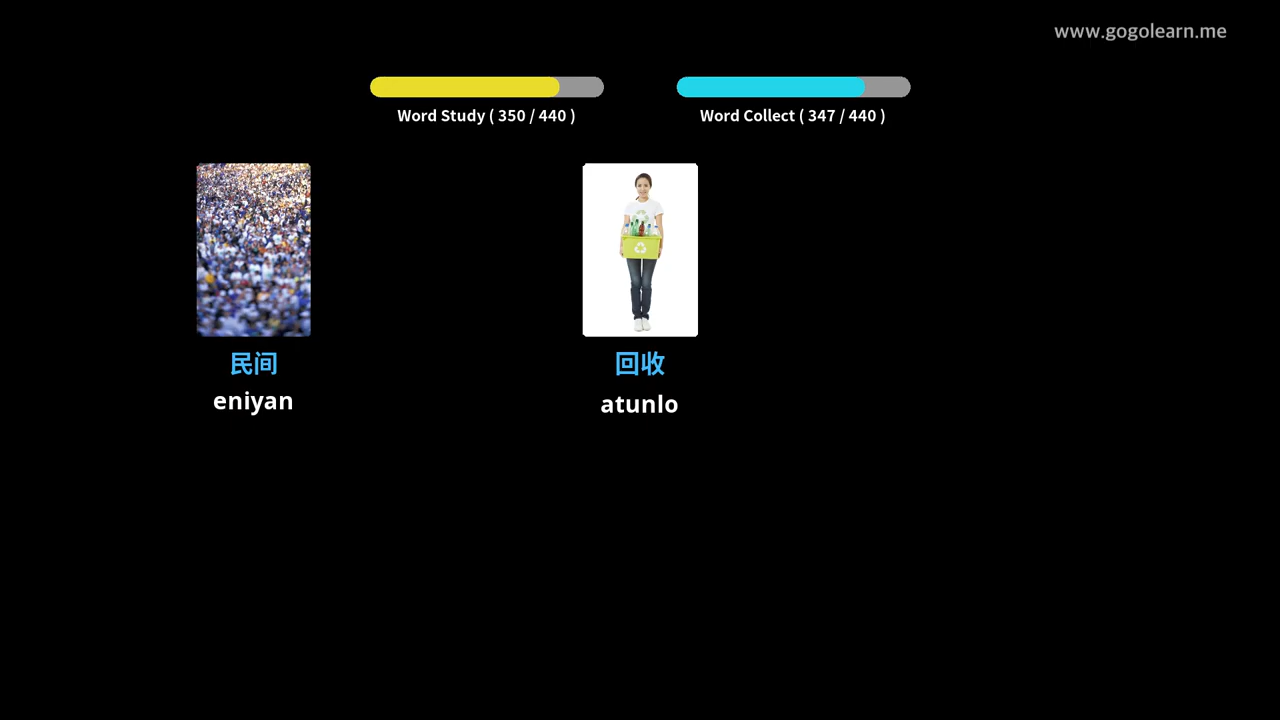 www.gogolearn.me
Word Study ( 350 / 440 )
Word Collect ( 347 / 440 )
民间
eniyan
回收
atunlo